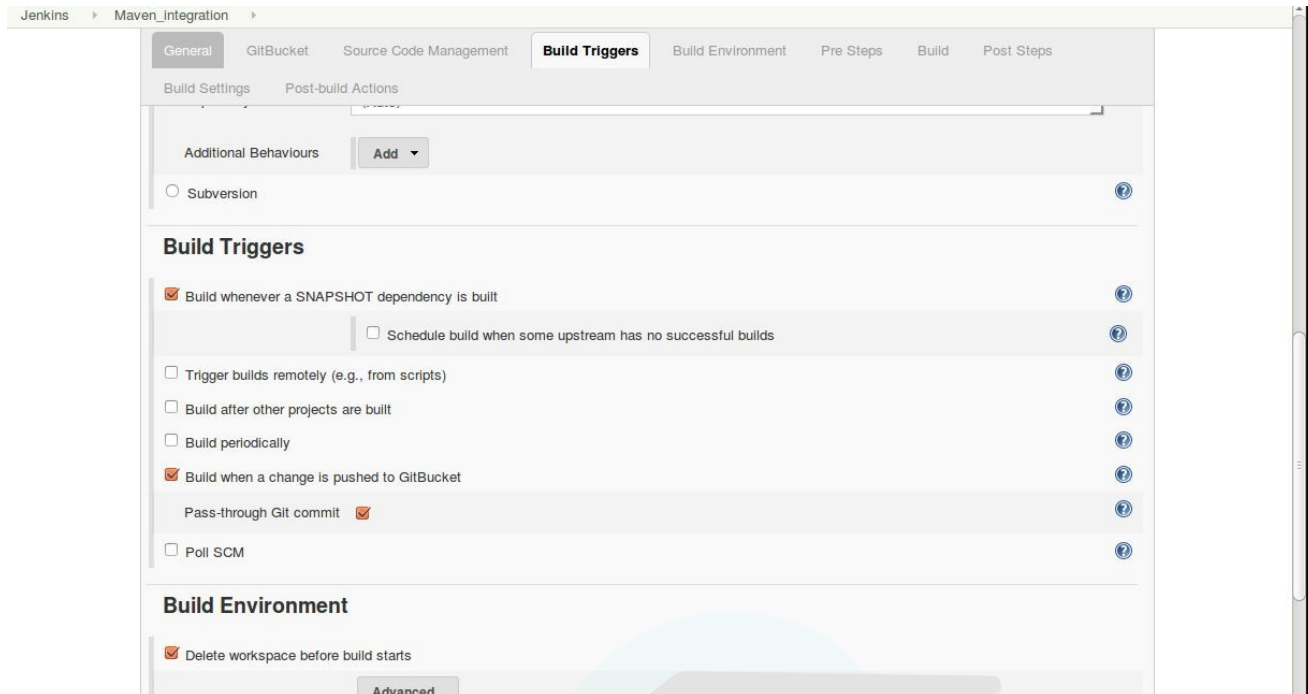 Jenkins Maven_integration
General GitBucket Source Code Management Build Triggers Build Environment Pre Steps Build Post Steps
Build Settings Post-build Actions
Additional Behaviours Add
Subversion
Build Triggers
Build whenever a SNAPSHOT dependency is built
Schedule build when some upstream has no successful builds
Trigger builds remotely (e.g., from scripts)
Build after other projects are built
Build periodically
Build when a change is pushed to GitBucket
Pass-through Git commit
Poll SCM
Build Environment
Delete workspace before build starts
Advanced...